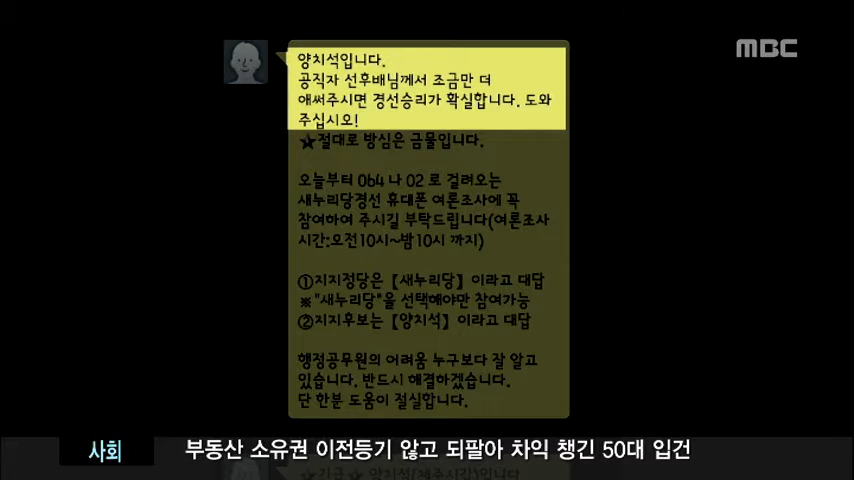 MBC
양치석입니다.
공직자 선후배님께서 조금만 더
애써주시면 경선승리가 확실합니다. 도와
주십시오!
★절대로 방심은 금물입니다.
오늘부터 064 나 02 로 걸려오는
새누리당경선 휴대폰 여론조사에 꼭
참여하여 주시길 부탁드립니다(여론조사
시간:오전10시~밤10시 까지)
①지지정당은【새누리당】이라고 대답
※"새누리당"을 선택해야만 참여가능
②지지후보는【양치석】이라고 대답
행정공무원의 어려움 누구보다 잘 알고
있습니다. 반드시 해결하겠습니다.
단 한분 도움이 절실합니다.
사회 부동산 소유권 이전등기 않고 되팔아 차익 챙긴 50대 입건